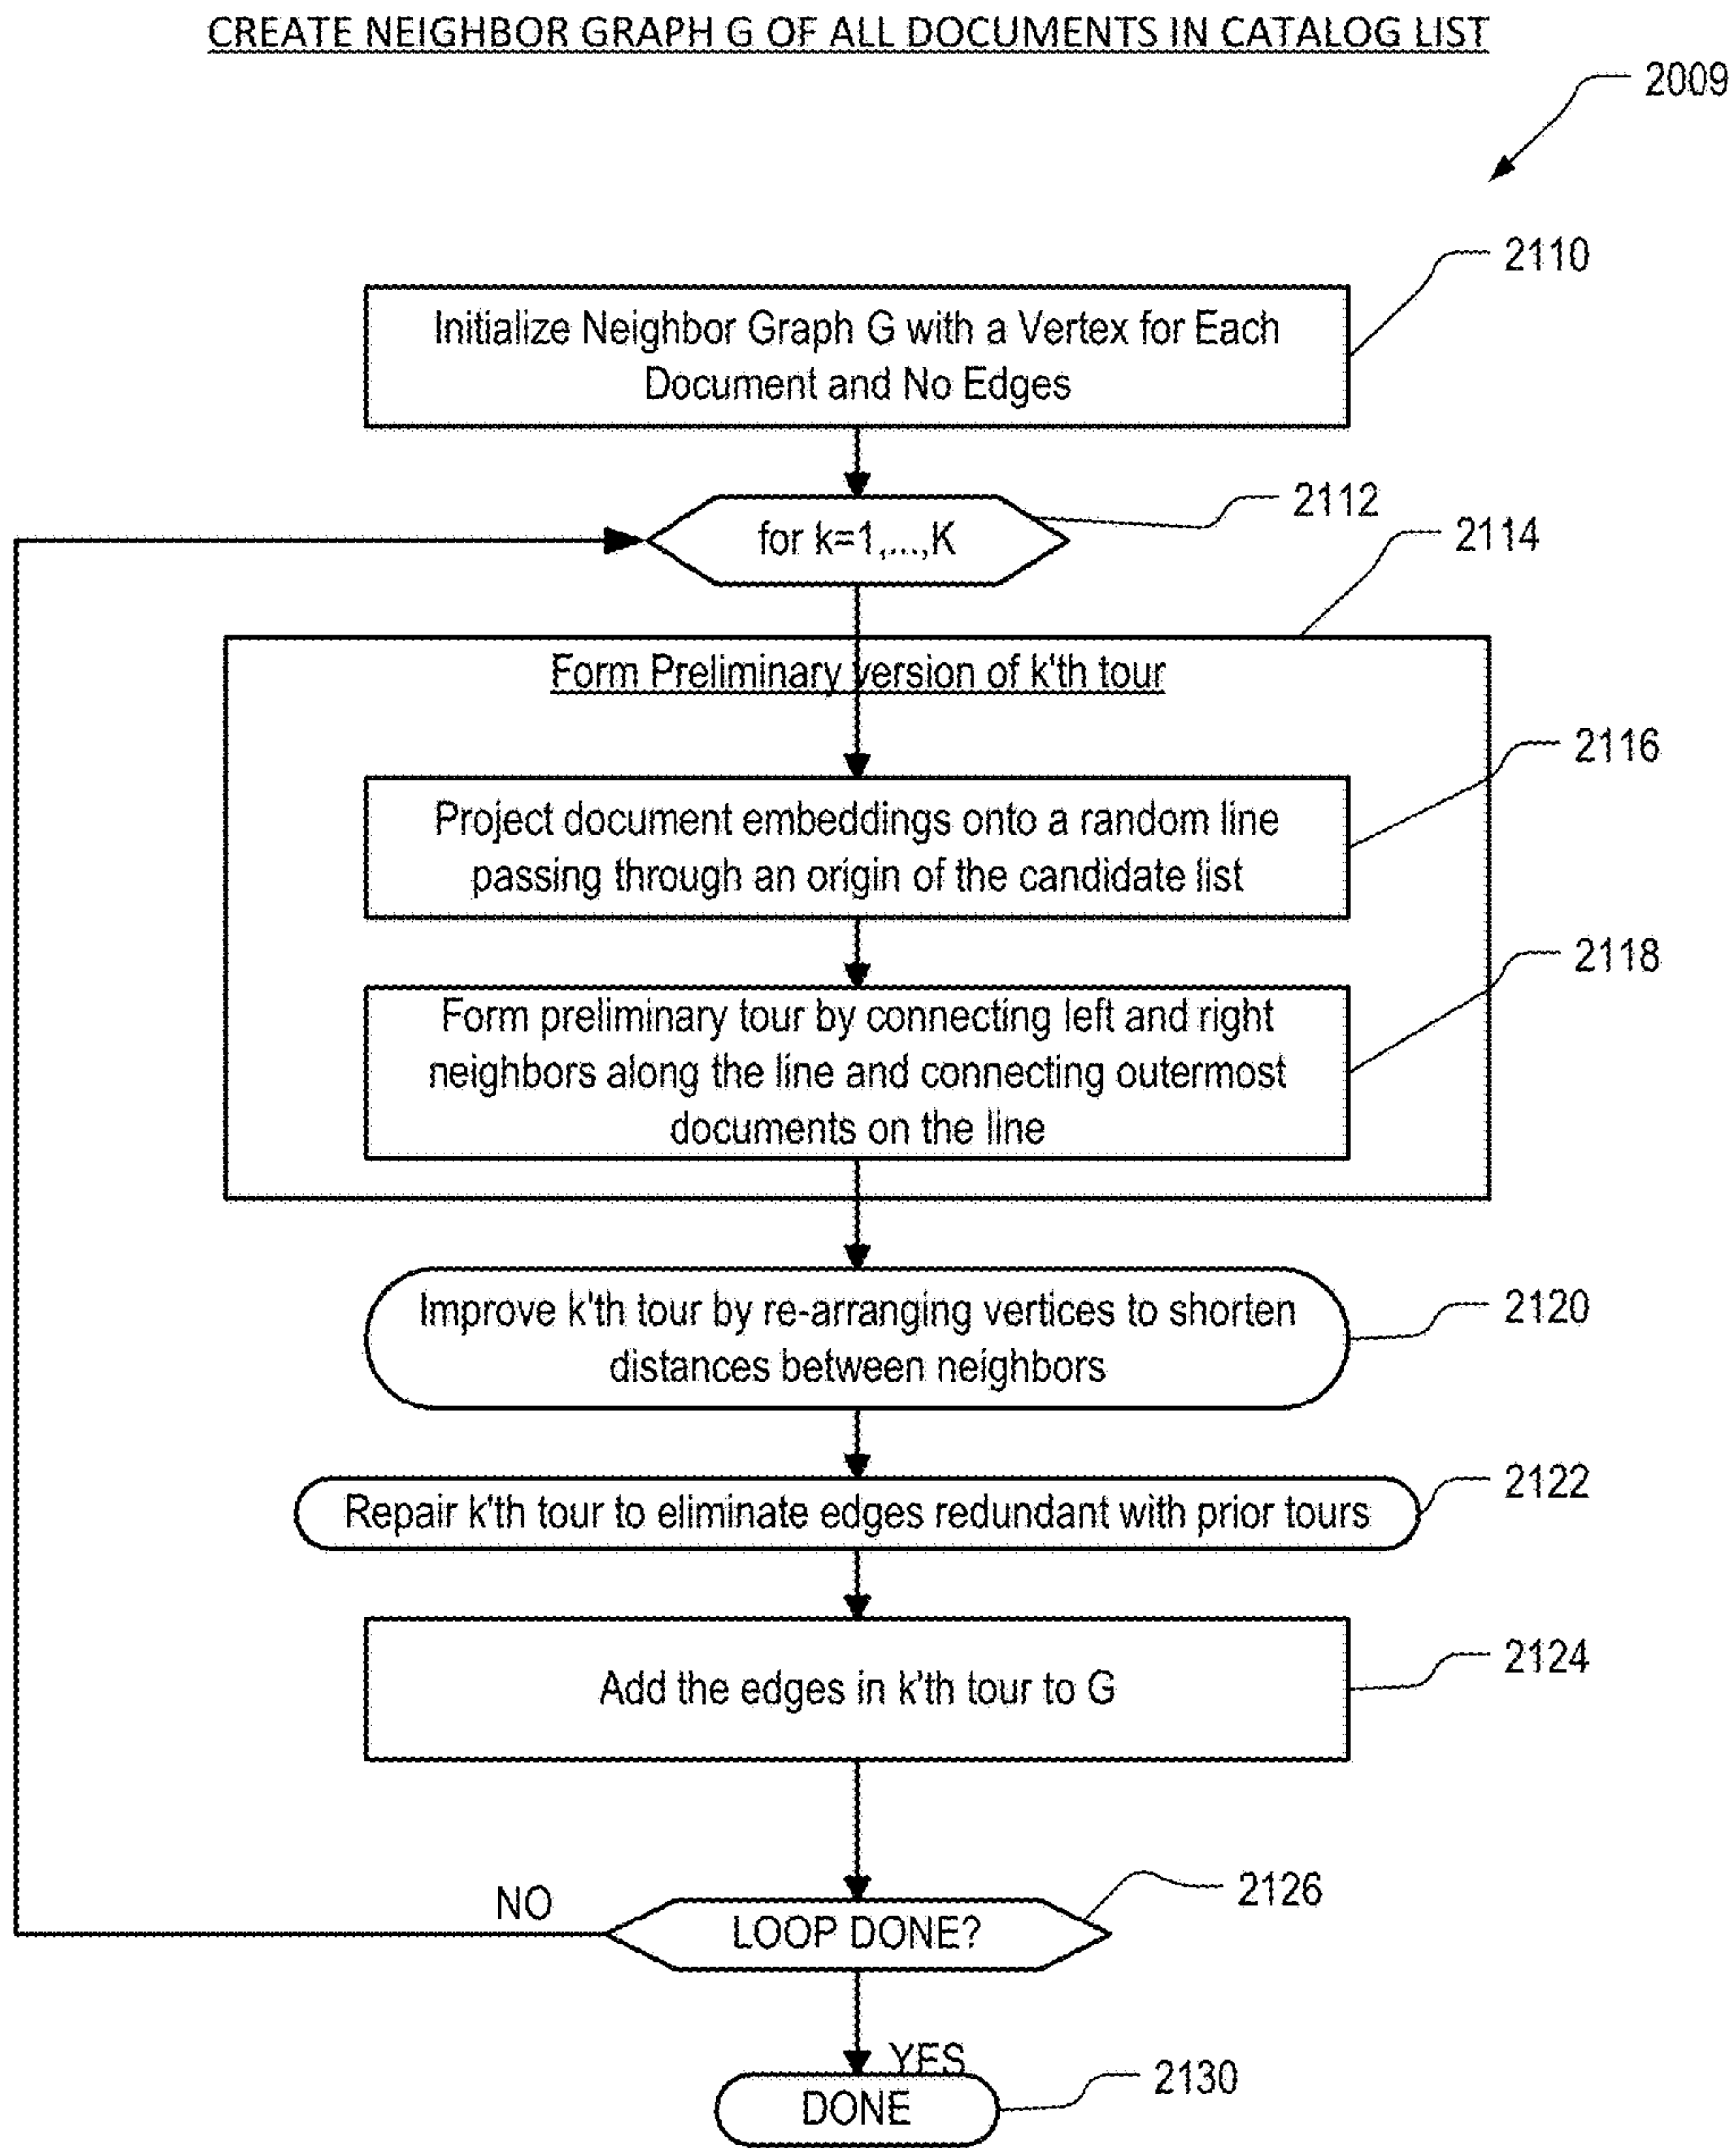 CREATE NEIGHBOR GRAPH G OF ALL DOCUMENTS IN CATALOG LIST
2009
2110
Initialize Neighbor Graph G with a Vertex for Each
Document and No Edges
2112
for k=1,...,K
2114
Form Preliminary version of k'th tour
2116
Project document embeddings onto a random line
passing through an origin of the candidate list
2118
Form preliminary tour by connecting left and right
neighbors along the line and connecting outermost
documents on the line
2120
Improve k'th tour by re-arranging vertices to shorten
distances between neighbors
2122
Repair k'th tour to eliminate edges redundant with prior tours
2124
Add the edges in k'th tour to G
2126
NO
LOOP DONE?
YES
2130
DONE